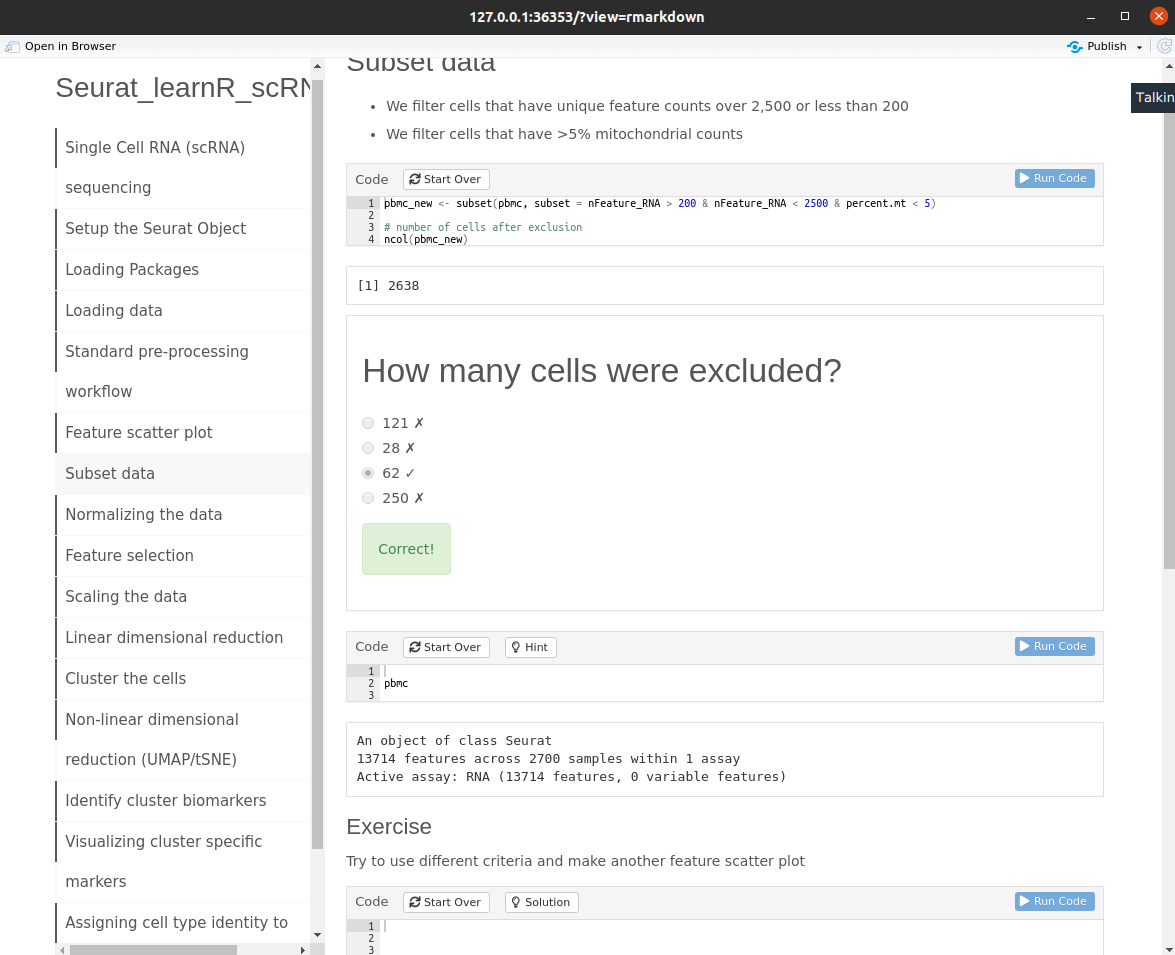 127.0.0.1:36353/?view=rmarkdown
Open in Browser
Publish
Seurat_learnR_scRN
Single Cell RNA (scRNA)
sequencing
Setup the Seurat Object
Loading Packages
Loading data
Standard pre-processing
workflow
Feature scatter plot
Subset data
Normalizing the data
Feature selection
Scaling the data
Linear dimensional reduction
Cluster the cells
Non-linear dimensional
reduction (UMAP/tSNE)
Identify cluster biomarkers
Visualizing cluster specific
markers
Assigning cell type identity to
Subset data
Talkin
• We filter cells that have unique feature counts over 2,500 or less than 200
• We filter cells that have >5% mitochondrial counts
Code Start Over Run Code
1 pbmc_new <- subset(pbmc, subset = nFeature_RNA > 200 & nFeature_RNA < 2500 & percent.mt < 5)
2
3 # number of cells after exclusion
4 ncol(pbmc_new)
[1] 2638
How many cells were excluded?
121 ✗
28 ✗
62 ✓
250 ✗
Correct!
Code Start Over Hint Run Code
1
2 pbmc
3
An object of class Seurat
13714 features across 2700 samples within 1 assay
Active assay: RNA (13714 features, 0 variable features)
Exercise
Try to use different criteria and make another feature scatter plot
Code Start Over Solution Run Code
1
2
3